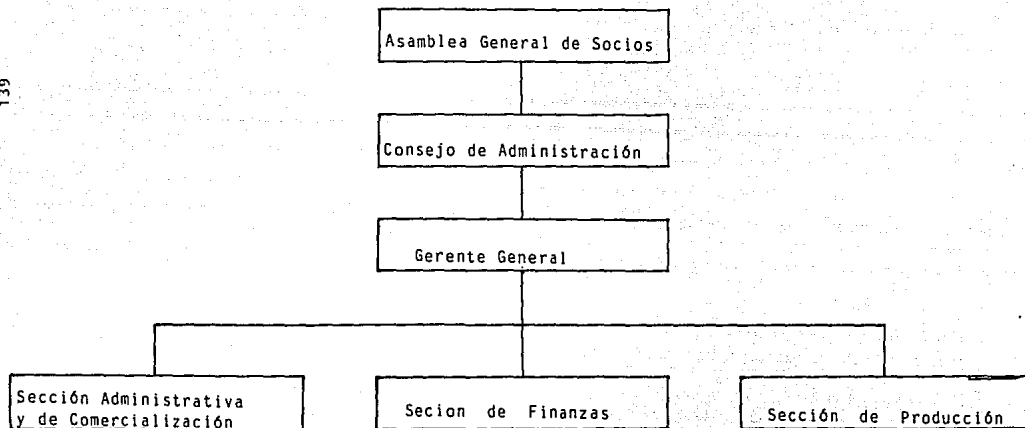 139
Asamblea General de Socios
Consejo de Administración
Gerente General
Sección Administrativa
y de Comercialización
Secion de Finanzas
Sección de Producción